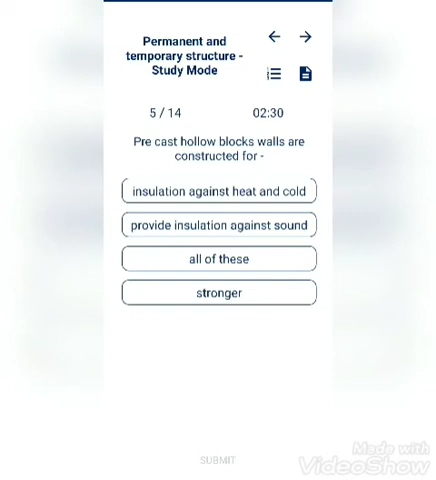 Permanent and
temporary structure -
Study Mode
5 / 14
02:30
Pre cast hollow blocks walls are
constructed for -
insulation against heat and cold
provide insulation against sound
all of these
stronger
SUBMIT
Made with
VideoShow